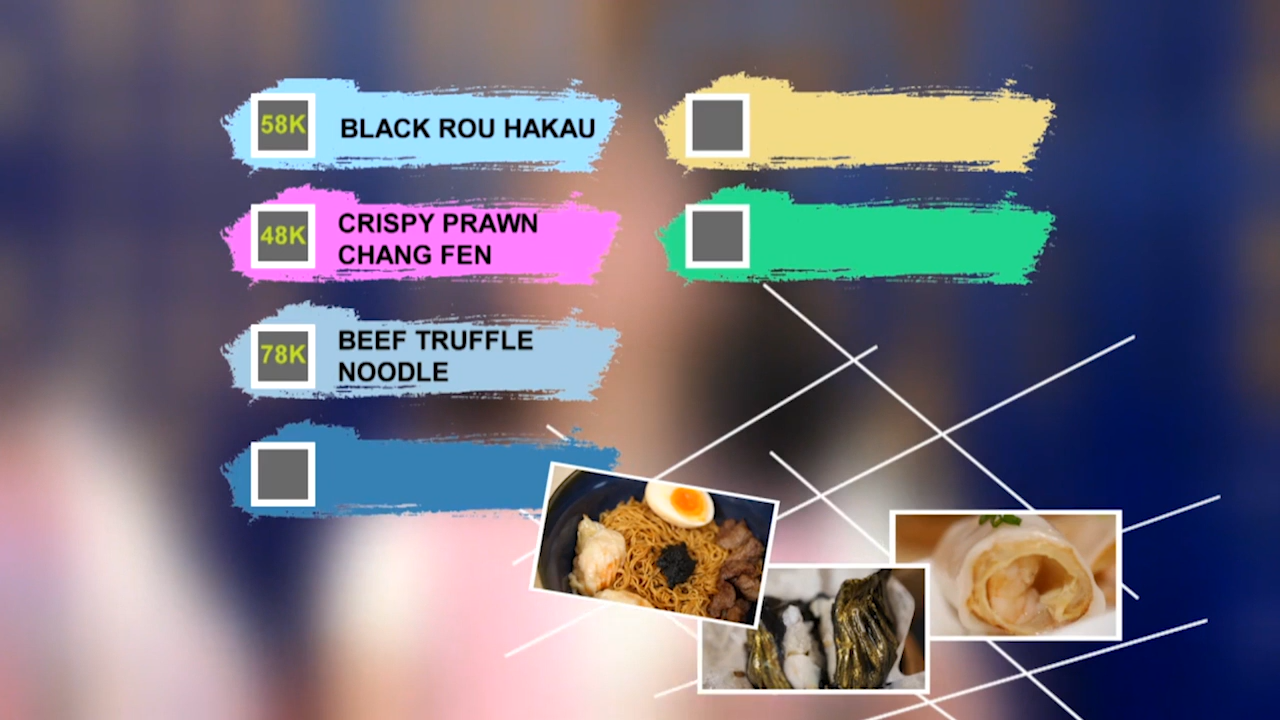 58K BLACK ROU HAKAU
48K CRISPY PRAWN
CHANG FEN
78K BEEF TRUFFLE
NOODLE